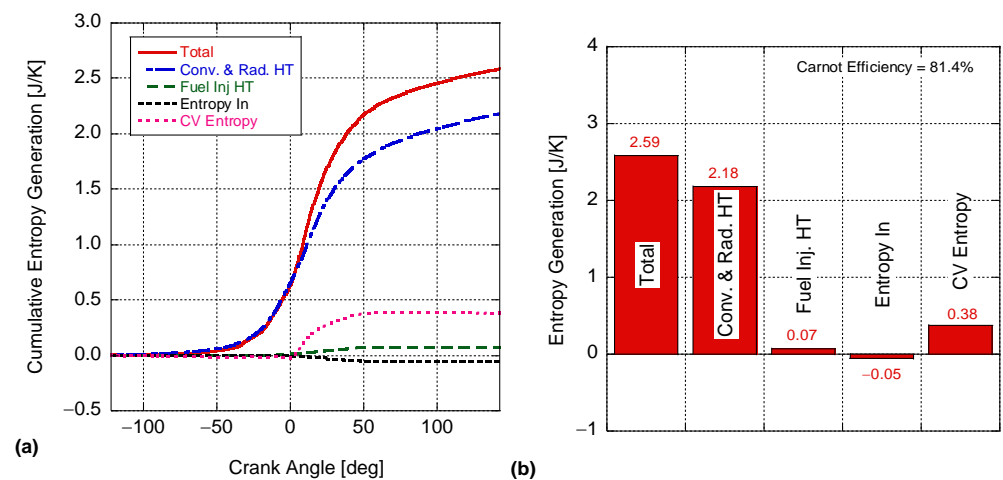 3.0
2.5
2.0
1.5
1.0
0.5
0.0
−0.5
Cumulative Entropy Generation [J/K]
Total
Conv. & Rad. HT
Fuel Inj HT
Entropy In
CV Entropy
−100
−50
0
50
100
Crank Angle [deg]
(a)
4
3
2
1
0
−1
Entropy Generation [J/K]
Carnot Efficiency = 81.4%
2.59
2.18
0.07
−0.05
0.38
Total
Conv. & Rad. HT
Fuel Inj. HT
Entropy In
CV Entropy
(b)